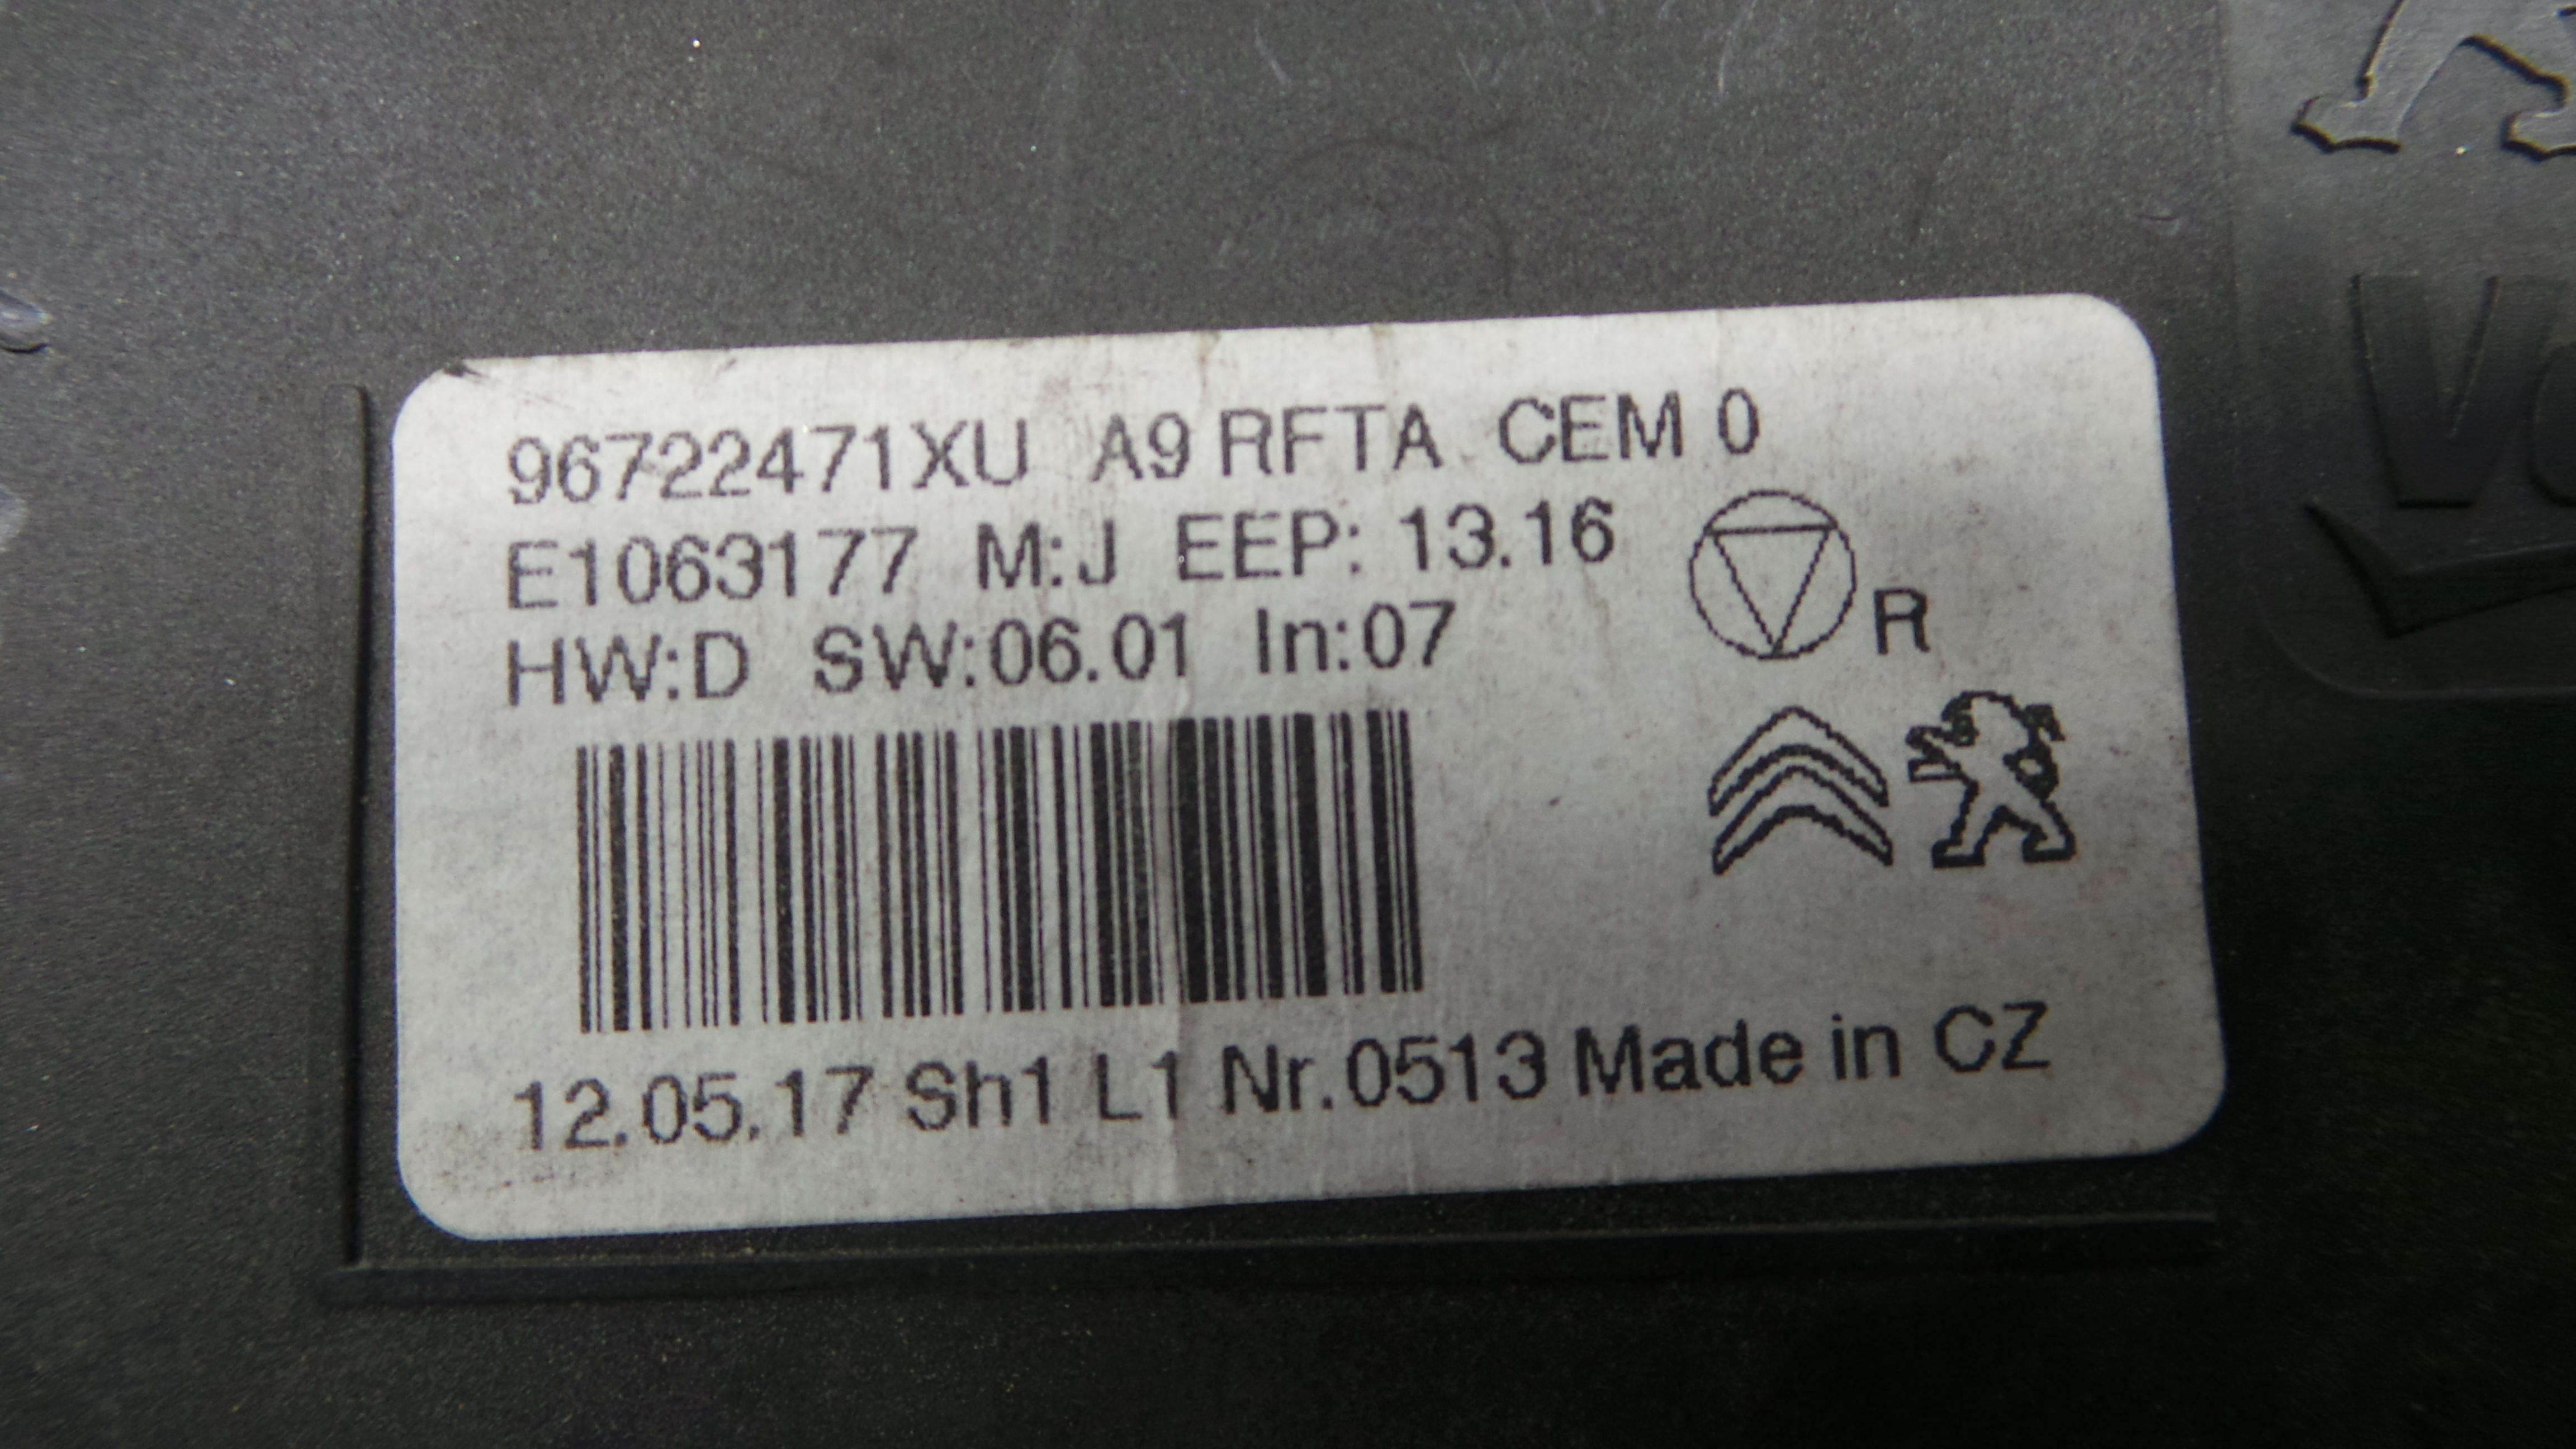 96722471XU A9 RFTA CEM 0
E1063177 M:J EEP: 13.16
HW:D SW:06.01 In:07
R
12.05.17 Sh1 L1 Nr.0513 Made in CZ